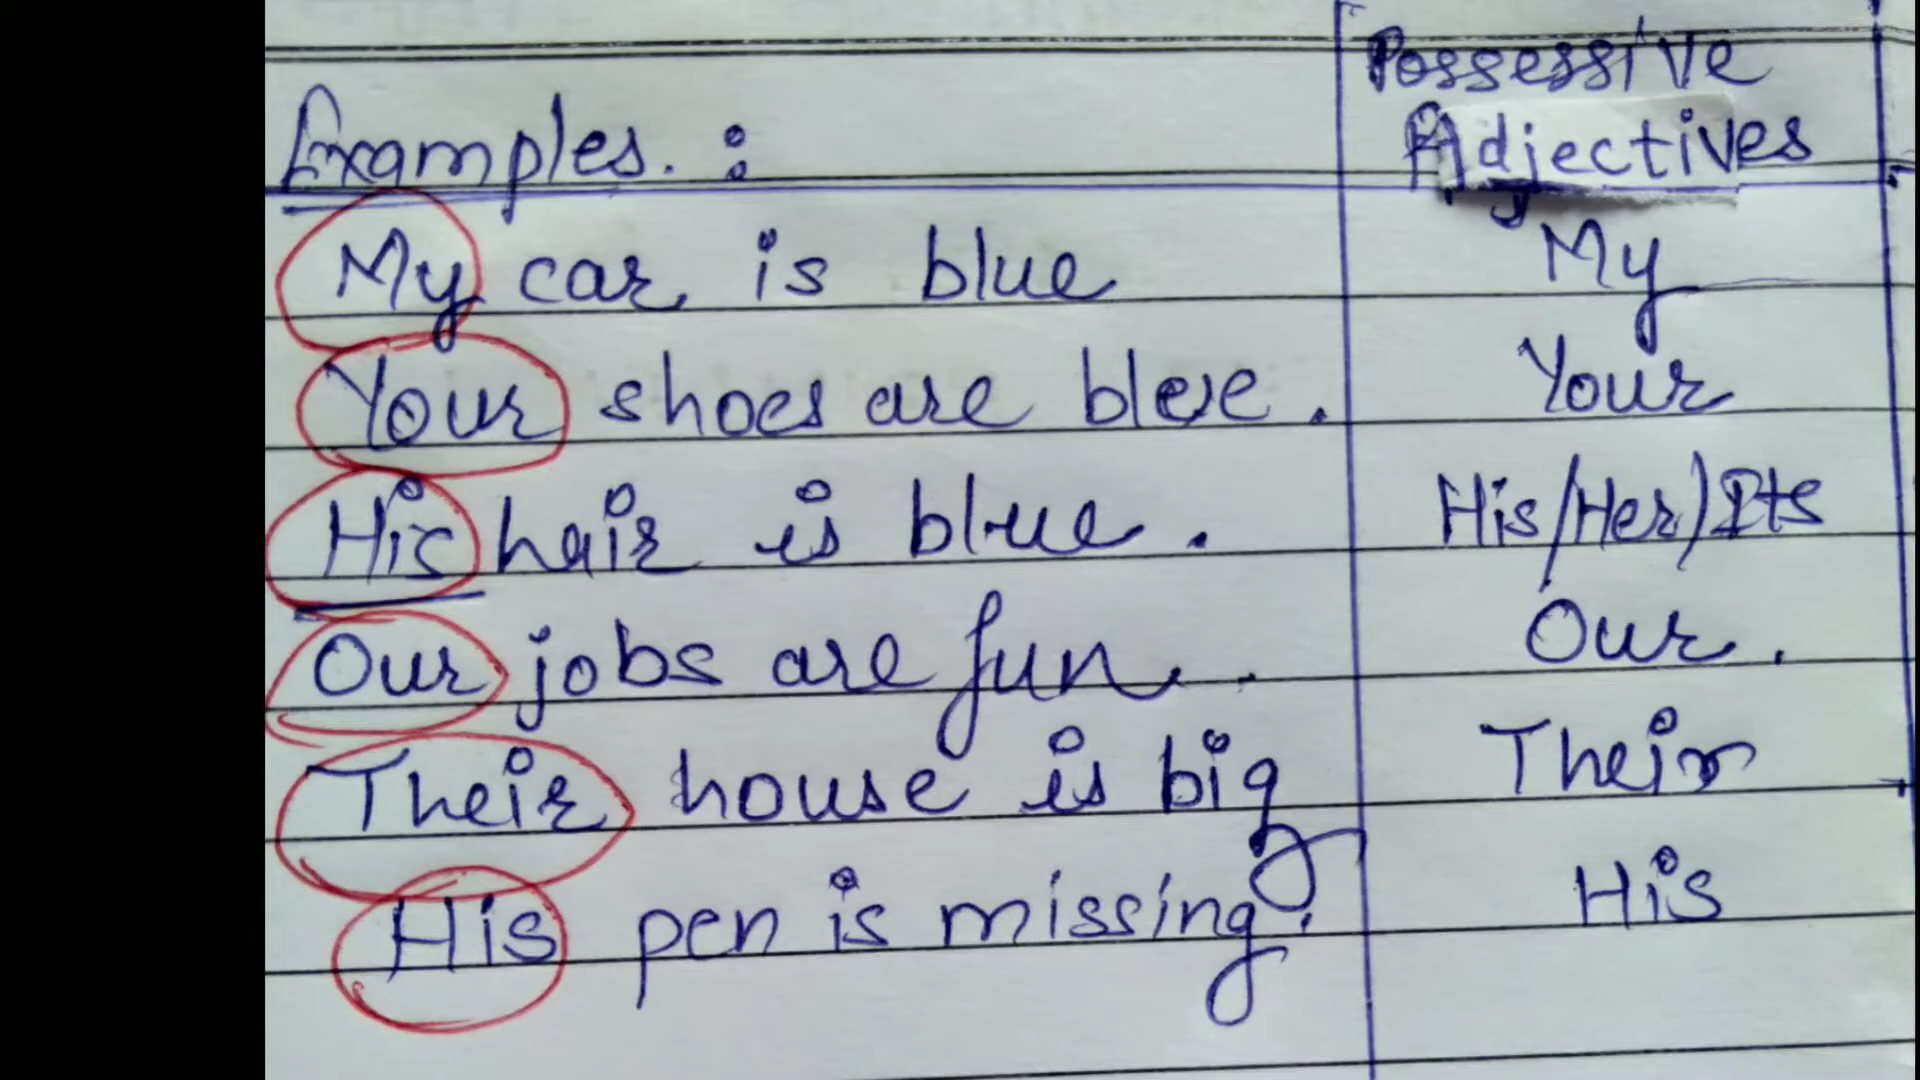 Possessive
Examples. : Adjectives
My car is blue My
Your shoes are blue. Your
His hair is blue. His/Her/Its
Our jobs are fun. . Our.
Their house is big Their
His pen is missing. His